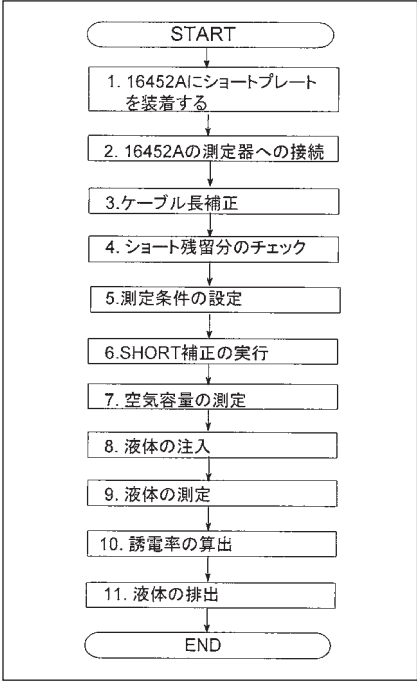 START
1. 16452Aにショートプレート
を装着する
2. 16452Aの測定器への接続
3.ケーブル長補正
4. ショート残留分のチェック
5.測定条件の設定
6.SHORT補正の実行
7. 空気容量の測定
8. 液体の注入
9. 液体の測定
10. 誘電率の算出
11. 液体の排出
END